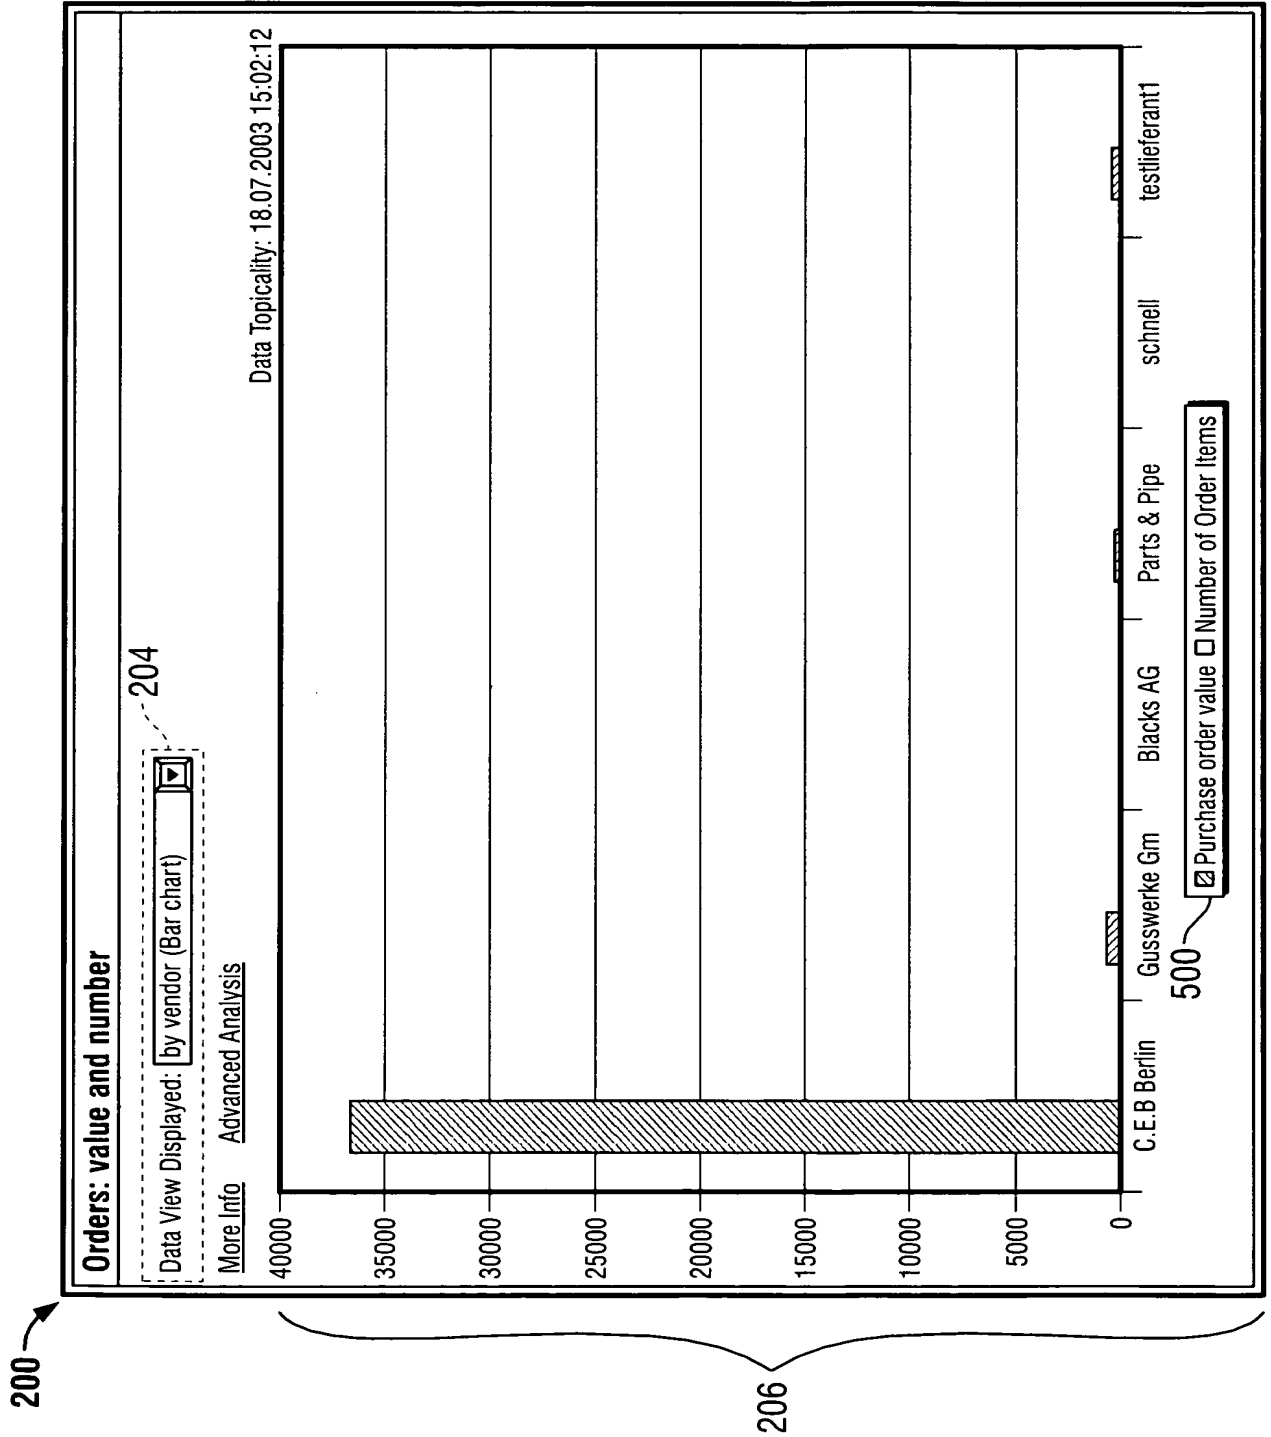 200
Orders: value and number
204
Data View Displayed: by vendor (Bar chart)
More Info Advanced Analysis
Data Topicality: 18.07.2003 15:02:12
40000
35000
30000
25000
20000
15000
10000
5000
0
206
C.E.B Berlin Gusswerke Gm Blacks AG Parts & Pipe schnell testlieferant1
500
Purchase order value Number of Order Items